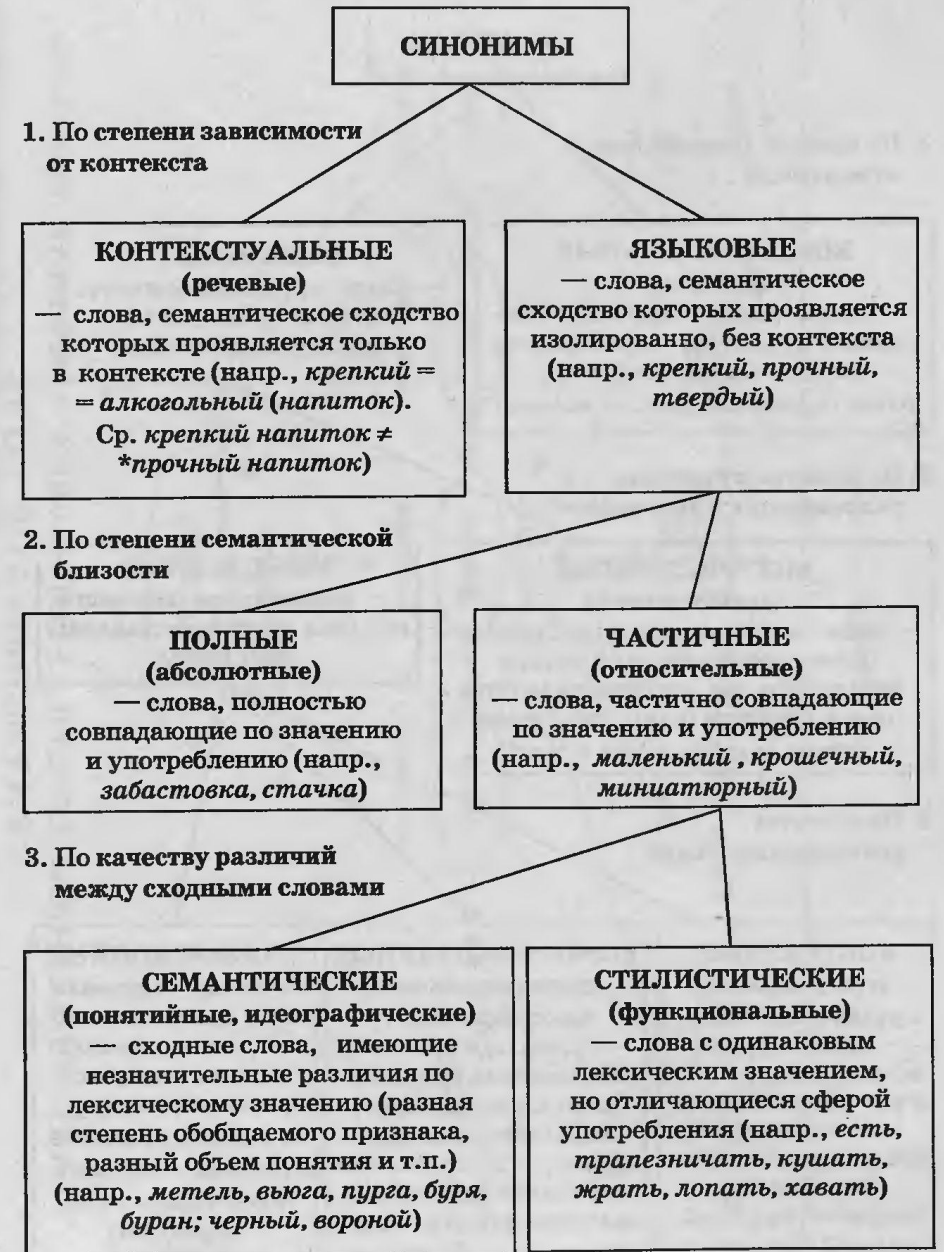 СИНОНИМЫ
1. По степени зависимости
от контекста
КОНТЕКСТУАЛЬНЫЕ
(речевые)
— слова, семантическое сходство
которых проявляется только
в контексте (напр., крепкий =
= алкогольный (напиток).
Ср. крепкий напиток ≠
*прочный напиток)
ЯЗЫКОВЫЕ
— слова, семантическое
сходство которых проявляется
изолированно, без контекста
(напр., крепкий, прочный,
твердый)
2. По степени семантической
близости
ПОЛНЫЕ
(абсолютные)
— слова, полностью
совпадающие по значению
и употреблению (напр.,
забастовка, стачка)
ЧАСТИЧНЫЕ
(относительные)
— слова, частично совпадающие
по значению и употреблению
(напр., маленький , крошечный,
миниатюрный)
3. По качеству различий
между сходными словами
СЕМАНТИЧЕСКИЕ
(понятийные, идеографические)
— сходные слова, имеющие
незначительные различия по
лексическому значению (разная
степень обобщаемого признака,
разный объем понятия и т.п.)
(напр., метель, вьюга, пурга, буря,
буран; черный, вороной)
СТИЛИСТИЧЕСКИЕ
(функциональные)
— слова с одинаковым
лексическим значением,
но отличающиеся сферой
употребления (напр., есть,
трапезничать, кушать,
жрать, лопать, хавать)